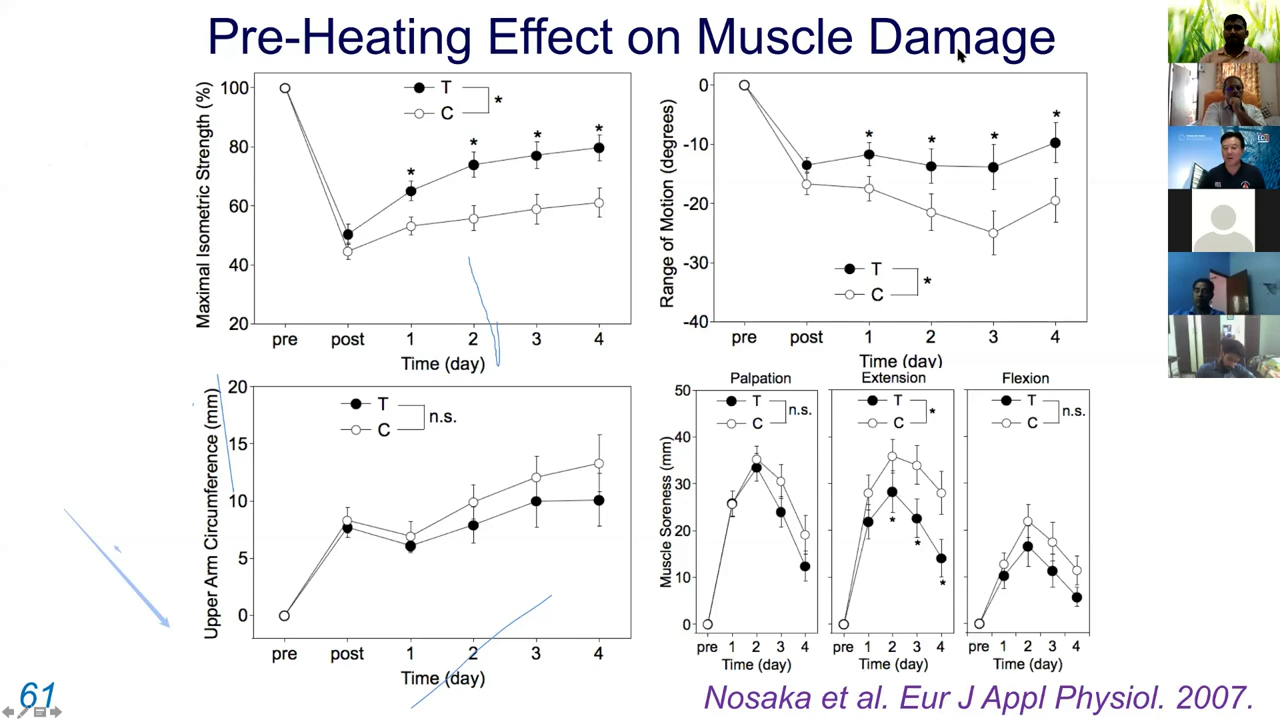 Pre-Heating Effect on Muscle Damage
Maximal Isometric Strength (%)
100
80
60
40
20
T
C
*
*
*
*
*
pre post 1 2 3 4
Time (day)
Range of Motion (degrees)
0
-10
-20
-30
-40
*
*
*
*
T
C
*
pre post 1 2 3 4
Time (day)
Upper Arm Circumference (mm)
20
15
10
5
0
T
C
n.s.
pre post 1 2 3 4
Time (day)
Muscle Soreness (mm)
50
40
30
20
10
0
Palpation
T
C
n.s.
pre 1 2 3 4
Time (day)
Extension
T
C
*
*
*
*
pre 1 2 3 4
Time (day)
Flexion
T
C
n.s.
pre 1 2 3 4
Time (day)
61
Nosaka et al. Eur J Appl Physiol. 2007.